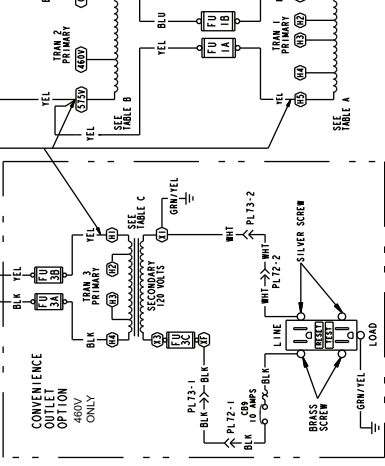 BLU
FU
1B
YEL
FU
1A
TRAN 2
PRIMARY
460V
575V
YEL
YEL
SEE
TABLE B
TRAN 1
PRIMARY
H2
H3
H4
H5
YEL
SEE
TABLE A
YEL
FU
3B
BLK
FU
3A
YEL
H1
H2
H3
H4
BLK
TRAN 3
PRIMARY
SEE
TABLE C
SECONDARY
120 VOLTS
X1
GRN/YEL
X3
FU
3C
XF
BLK
PL73-1
BLK
PL72-1
BLK
CB9
10 AMPS
BLK
WHT
PL73-2
WHT
PL72-2
WHT
CONVENIENCE
OUTLET
OPTION
460V
ONLY
LINE
RESET
TEST
LOAD
SILVER SCREW
BRASS
SCREW
GRN/YEL